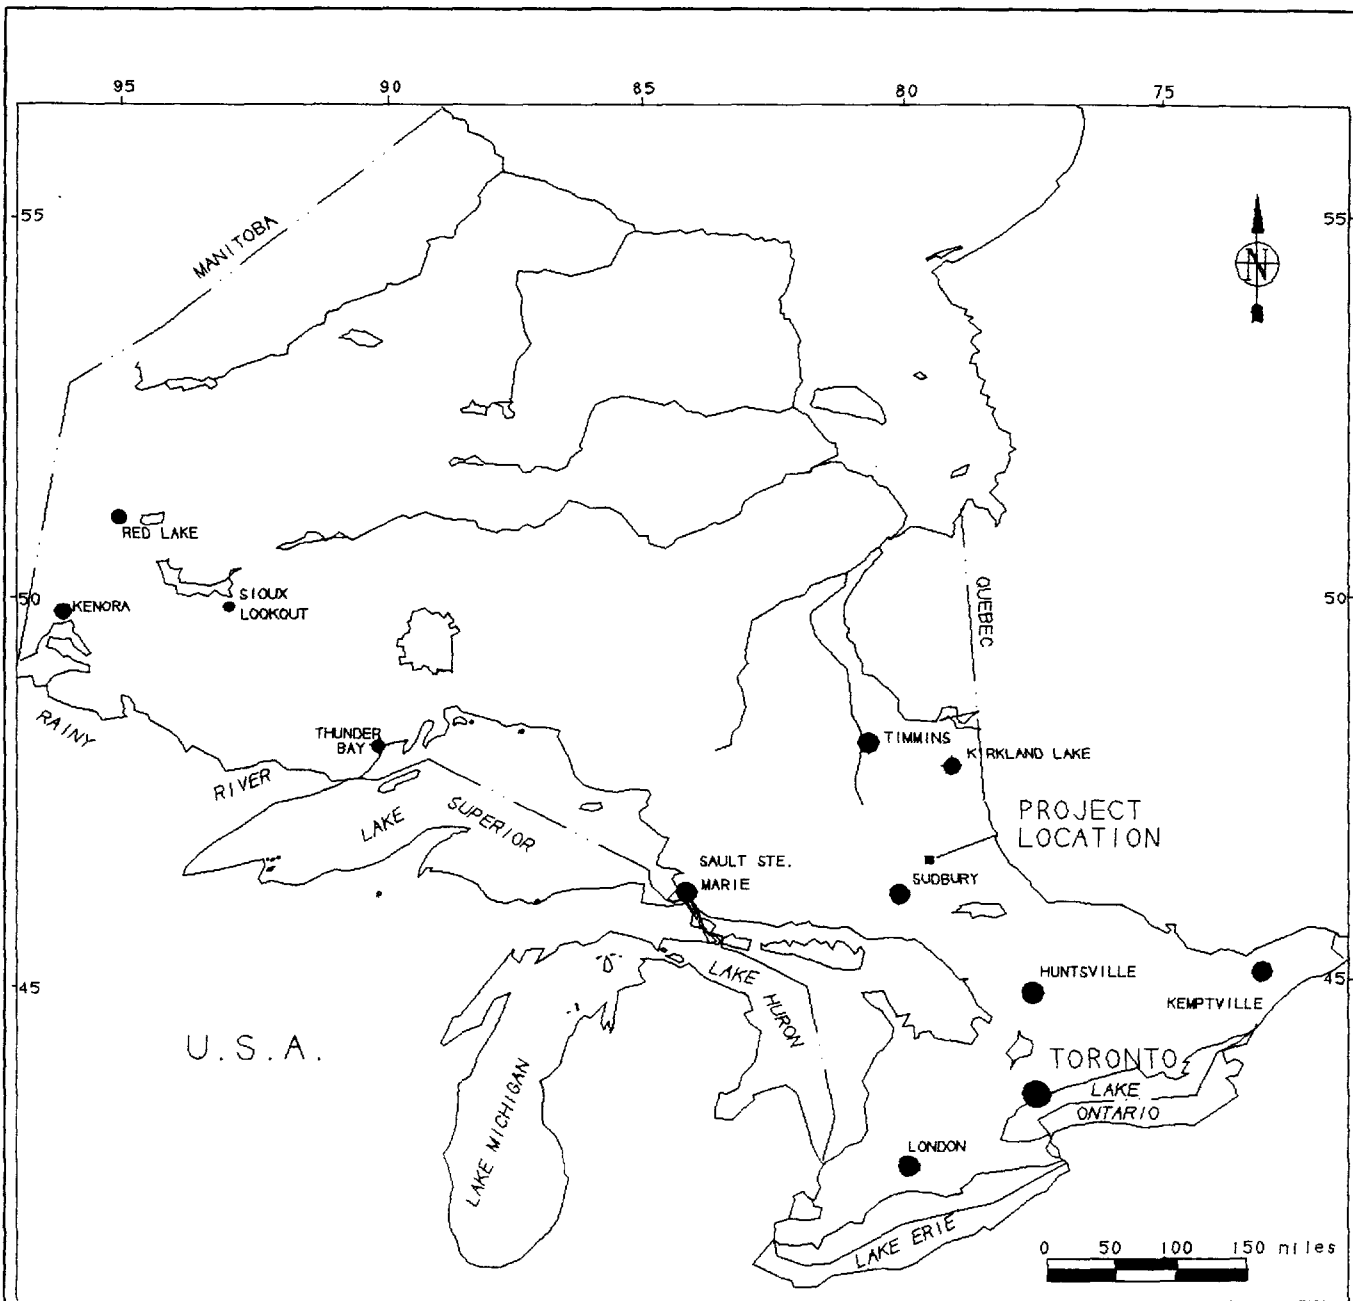 95 90 85 80 75
55 55
MANITOBA
N
RED LAKE
SIOUX
LOOKOUT
50 50
KENORA
QUEBEC
RAINY
RIVER
THUNDER
BAY
TIMMINS
KIRKLAND LAKE
LAKE
SUPERIOR
PROJECT
LOCATION
SAULT STE.
MARIE
SUDBURY
LAKE
HURON
HUNTSVILLE
KEMPTVILLE
45 45
U.S.A.
LAKE MICHIGAN
TORONTO
LAKE
ONTARIO
LONDON
LAKE ERIE
0 50 100 150 miles